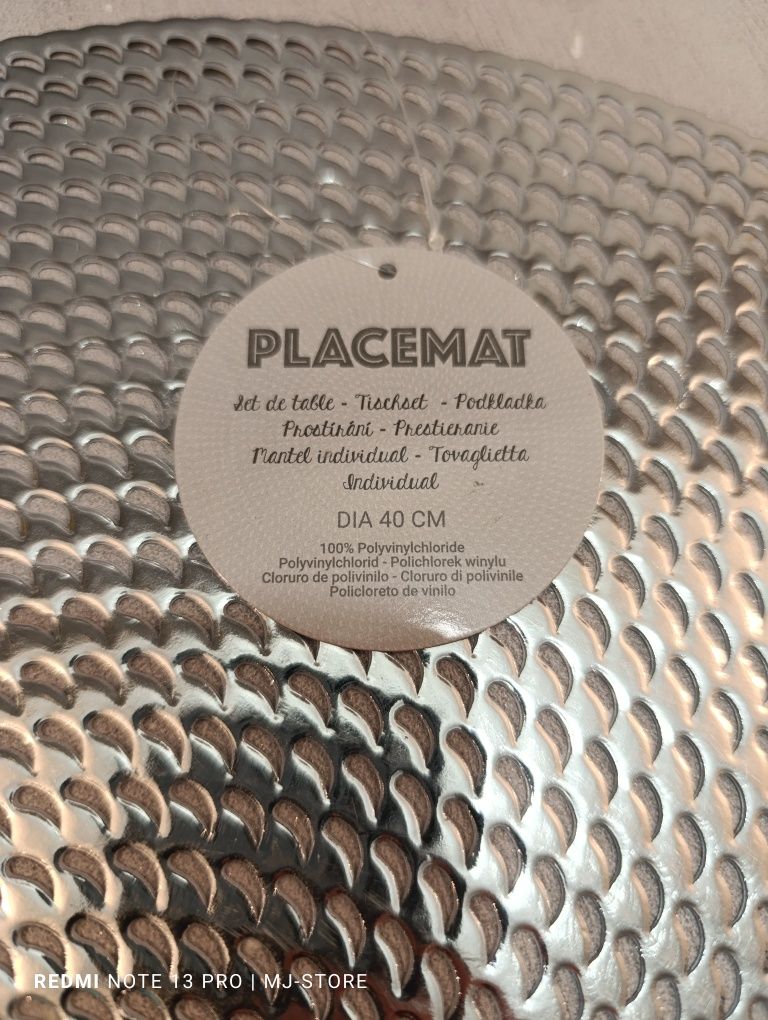 PLACEMAT
Set de table - Tischset - Podkladka
Prostírání - Prestieranie
Mantel individual - Tovaglietta
Individual
DIA 40 CM
100% Polyvinylchloride
Polyvinylchlorid - Polichlorek winylu
Cloruro de polivinilo - Cloruro di polivinile
Policloreto de vinilo
REDMI NOTE 13 PRO | MJ-STORE